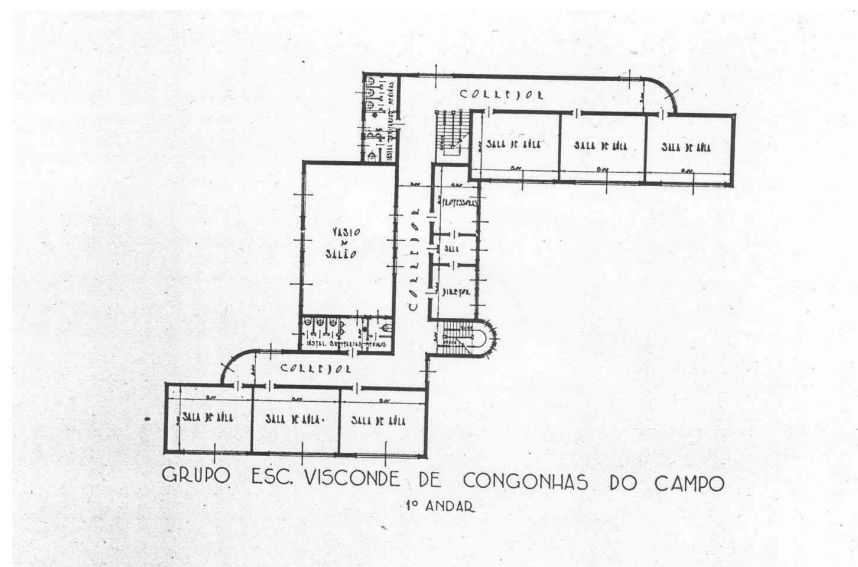 CORREDOR
SALA DE AULA
SALA DE AULA
SALA DE AULA
PROFESSORAS
VASIO
DO
SALÃO
CORREDOR
SALA
DIRETOR
CORREDOR
SALA DE AULA
SALA DE AULA
SALA DE AULA
GRUPO ESC. VISCONDE DE CONGONHAS DO CAMPO
1º ANDAR